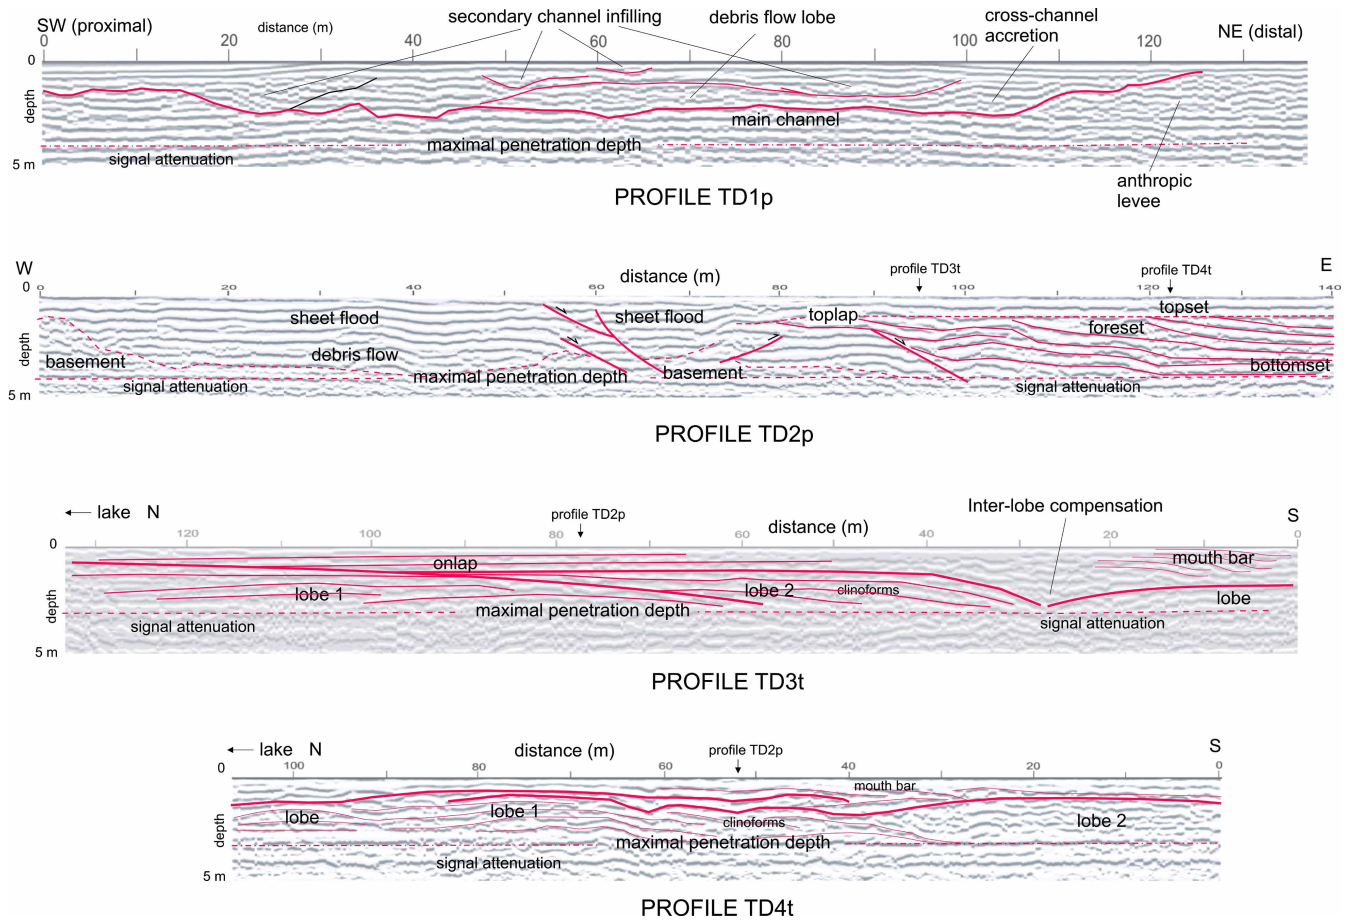 SW (proximal)
distance (m)
secondary channel infilling
debris flow lobe
cross-channel
accretion
NE (distal)
0 20 40 60 80 100 120
0
depth
5 m
main channel
maximal penetration depth
signal attenuation
anthropic
levee
PROFILE TD1p
W
distance (m)
profile TD3t
profile TD4t
E
0
0 20 40 60 80 100 120 140
depth
5 m
sheet flood
sheet flood
toplap
topset
foreset
debris flow
basement
maximal penetration depth
basement
bottomset
signal attenuation
signal attenuation
PROFILE TD2p
lake N
profile TD2p
distance (m)
Inter-lobe compensation
S
0
120 100 80 60 40 20 0
depth
5 m
onlap
mouth bar
lobe 1
lobe 2
clinoforms
lobe
maximal penetration depth
signal attenuation
signal attenuation
PROFILE TD3t
lake N
distance (m)
profile TD2p
S
0
100 80 60 40 20 0
depth
5 m
mouth bar
lobe
lobe 1
clinoforms
lobe 2
maximal penetration depth
signal attenuation
PROFILE TD4t